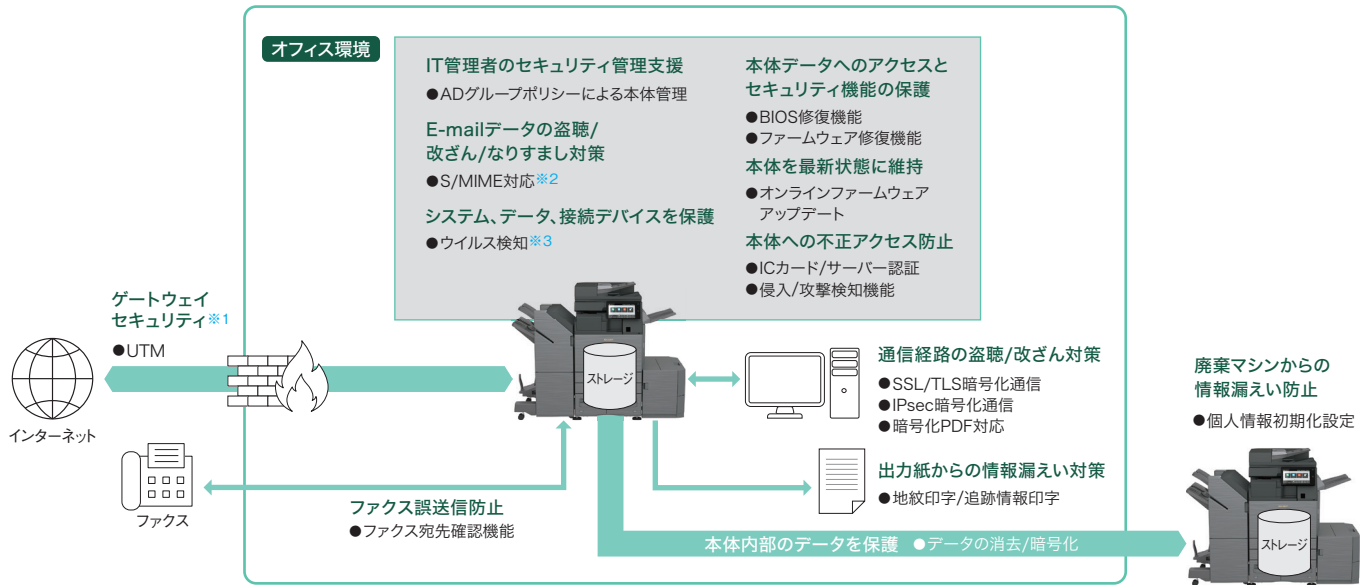 オフィス環境
IT管理者のセキュリティ管理支援
●ADグループポリシーによる本体管理
E-mailデータの盗聴/
改ざん/なりすまし対策
●S/MIME対応※2
システム、データ、接続デバイスを保護
●ウイルス検知※3
本体データへのアクセスと
セキュリティ機能の保護
●BIOS修復機能
●ファームウェア修復機能
本体を最新状態に維持
●オンラインファームウェア
アップデート
本体への不正アクセス防止
●ICカード/サーバー認証
●侵入/攻撃検知機能
ゲートウェイ
セキュリティ※1
●UTM
インターネット
ストレージ
通信経路の盗聴/改ざん対策
●SSL/TLS暗号化通信
●IPsec暗号化通信
●暗号化PDF対応
出力紙からの情報漏えい対策
●地紋印字/追跡情報印字
ファクス
ファクス誤送信防止
●ファクス宛先確認機能
本体内部のデータを保護 ●データの消去/暗号化
廃棄マシンからの
情報漏えい防止
●個人情報初期化設定
ストレージ